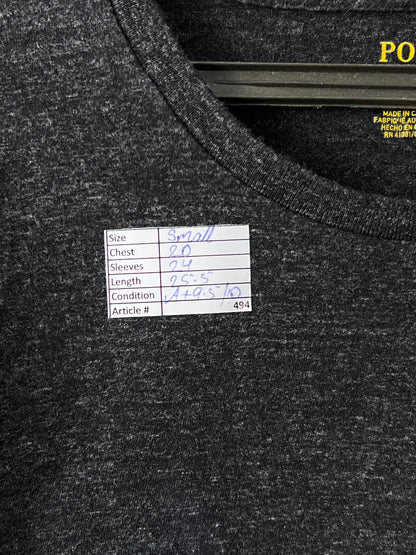 PO
MADE IN C
FABRIQUÉ AU
HECHO EN
RN 41381/
Size Small
Chest 20
Sleeves 24
Length 25.5
Condition A+ 9.5/10
Article # 494